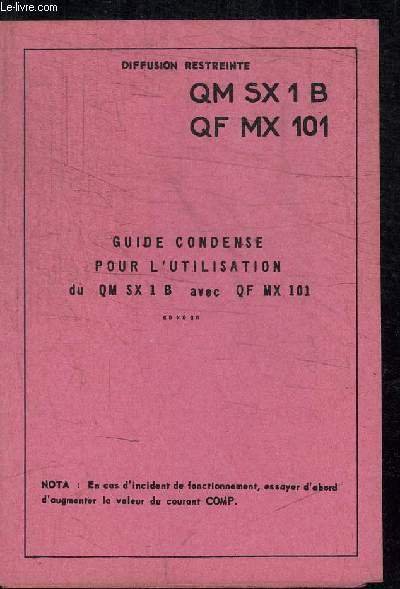 Le-livre.com
DIFFUSION RESTREINTE
QM SX 1 B
QF MX 101
GUIDE CONDENSE
POUR L'UTILISATION
du QM SX 1 B avec QF MX 101
NOTA : En cas d'incident de fonctionnement, essayer d'abord
d'augmenter la valeur du courant COMP.